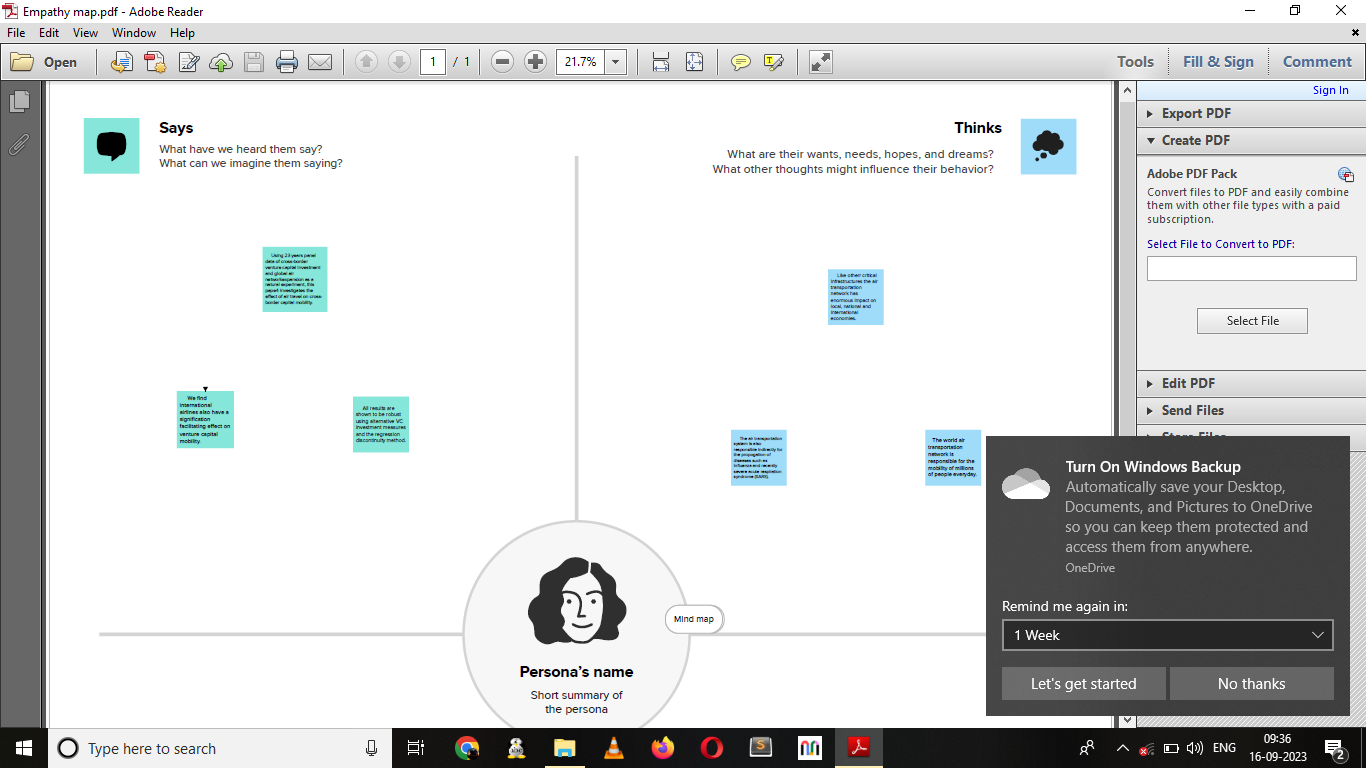 Empathy map.pdf - Adobe Reader
File Edit View Window Help
Open
1 / 1
21.7%
Tools
Fill & Sign
Comment
Sign In
Export PDF
Create PDF
Adobe PDF Pack
Convert files to PDF and easily combine
them with other file types with a paid
subscription.
Select File to Convert to PDF:
Select File
Edit PDF
Send Files
Store Files
Says
What have we heard them say?
What can we imagine them saying?
Thinks
What are their wants, needs, hopes, and dreams?
What other thoughts might influence their behavior?
Using 23 years panel
data of cross-border
venture capital investment
and global air
networkexpension as a
natural experiment, this
paper investigates the
effect of air travel on cross-
border capital mobility.
We find
international
airlines also have a
signification
facilitating effect on
venture capital
mobility.
All results are
shown to be robust
using alternative VC
investment measures
and the regression
discontinuity method.
Like otherr critical
infrastructures the air
transportation
network has
enormous impact on
local, national and
international
economies.
The air transportation
system is also
responsible indirectly for
the propogation of
diseases such as
influence and recently
severe acute respiration
syndrome (SARS).
The world air
transportation
network is
responsible for the
mobility of millions
of people everyday.
Persona's name
Short summary of
the persona
Mind map
Turn On Windows Backup
Automatically save your Desktop,
Documents, and Pictures to OneDrive
so you can keep them protected and
access them from anywhere.
OneDrive
Remind me again in:
1 Week
Let's get started
No thanks
Type here to search
ENG
09:36
16-09-2023
2